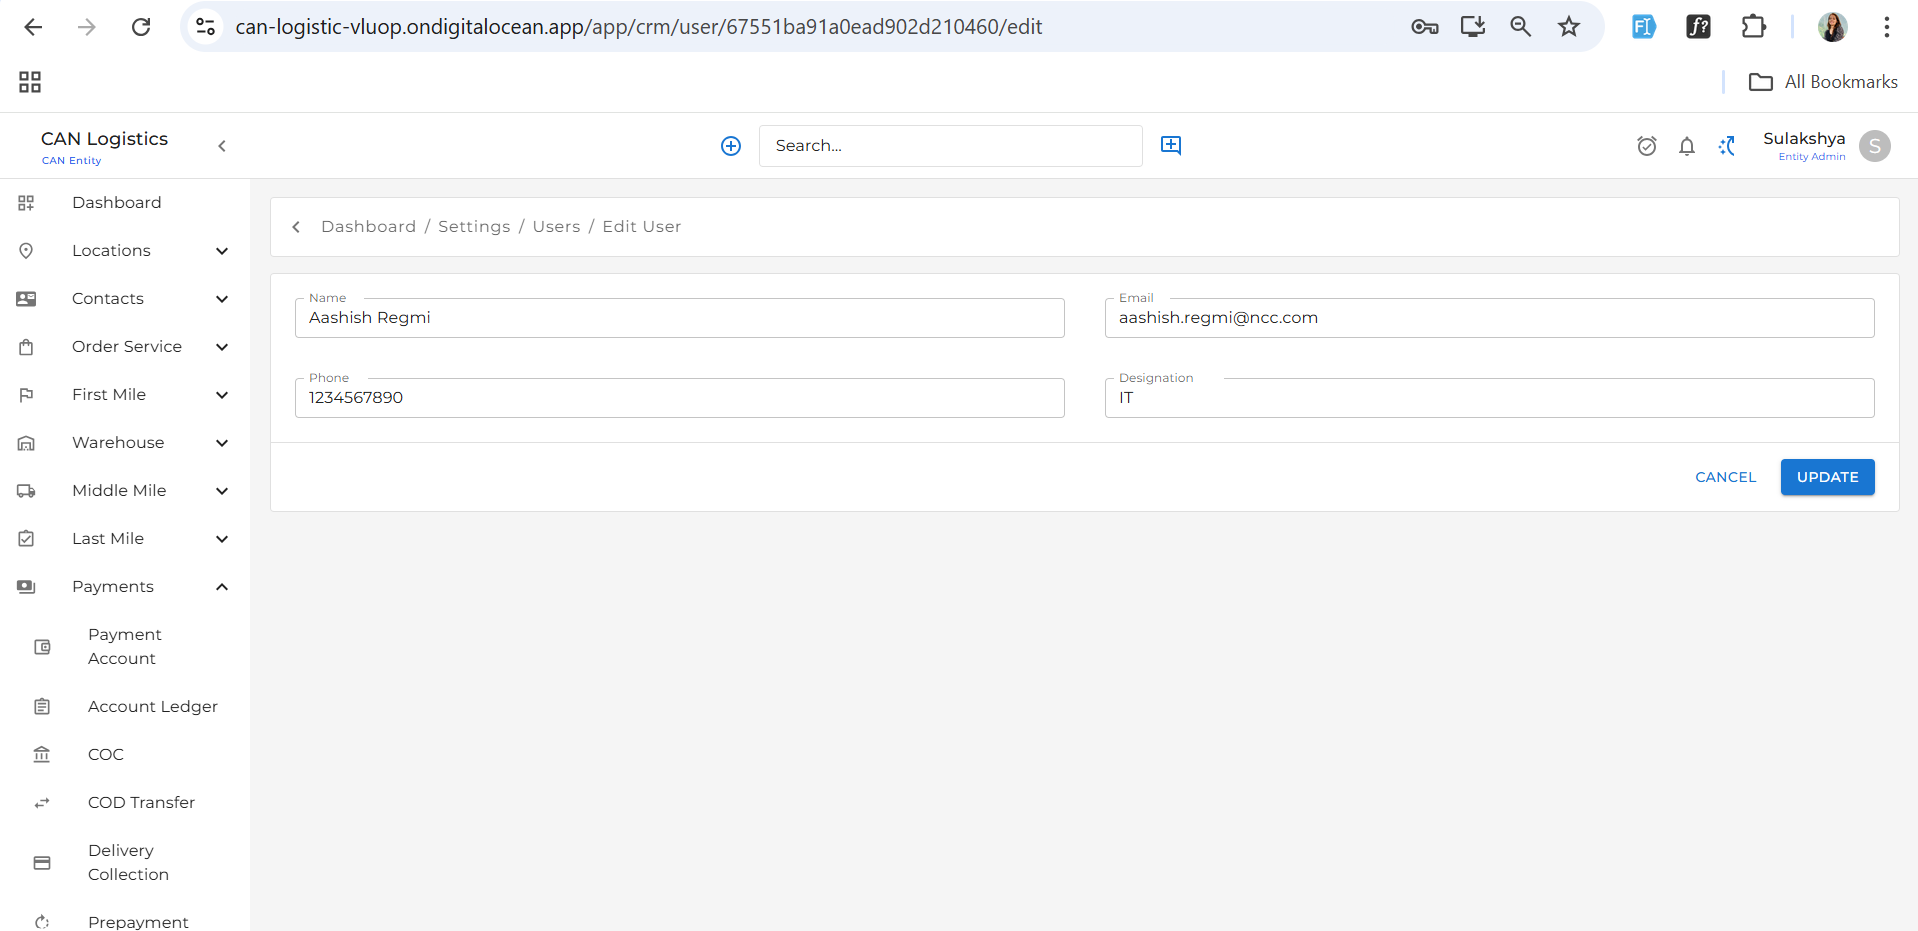 can-logistic-vluop.ondigitalocean.app/app/crm/user/67551ba91a0ead902d210460/edit
All Bookmarks
CAN Logistics
CAN Entity
Search...
Sulakshya
Entity Admin
S
Dashboard
Locations
Contacts
Order Service
First Mile
Warehouse
Middle Mile
Last Mile
Payments
Payment
Account
Account Ledger
COC
COD Transfer
Delivery
Collection
Prepayment
Dashboard / Settings / Users / Edit User
Name
Aashish Regmi
Email
aashish.regmi@ncc.com
Phone
1234567890
Designation
IT
CANCEL
UPDATE